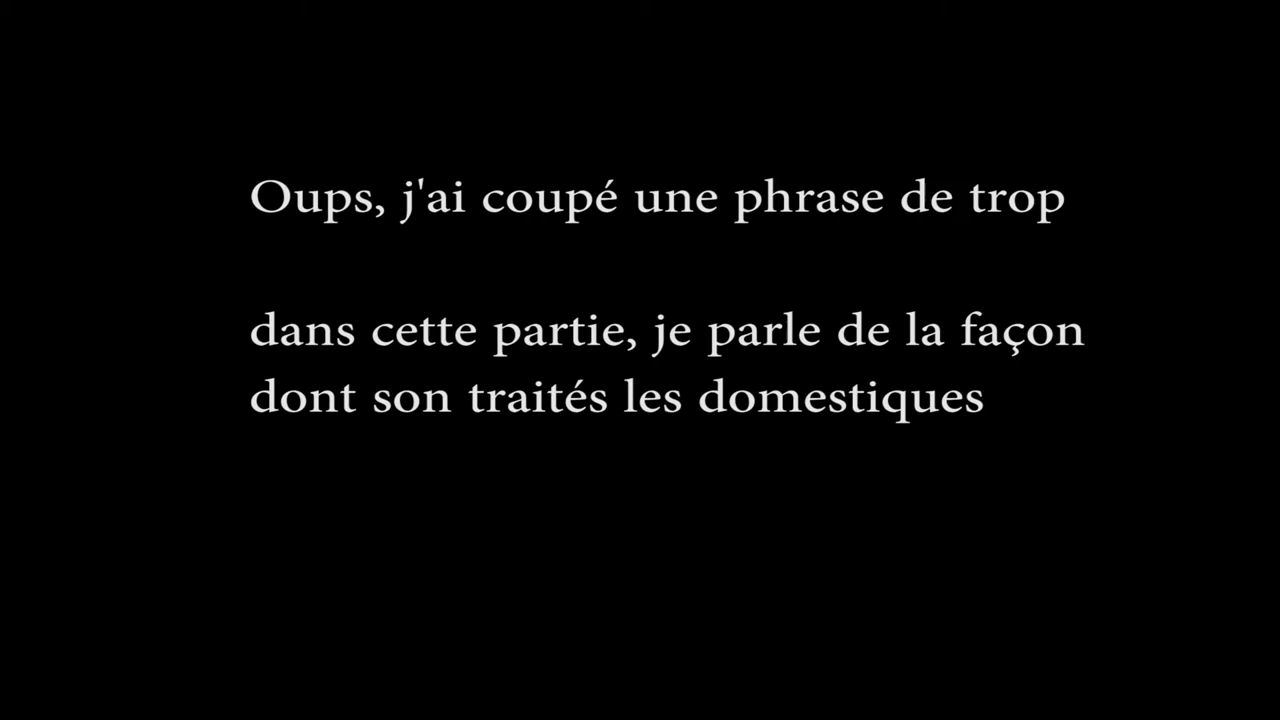 Oups, j'ai coupé une phrase de trop
dans cette partie, je parle de la façon
dont son traités les domestiques